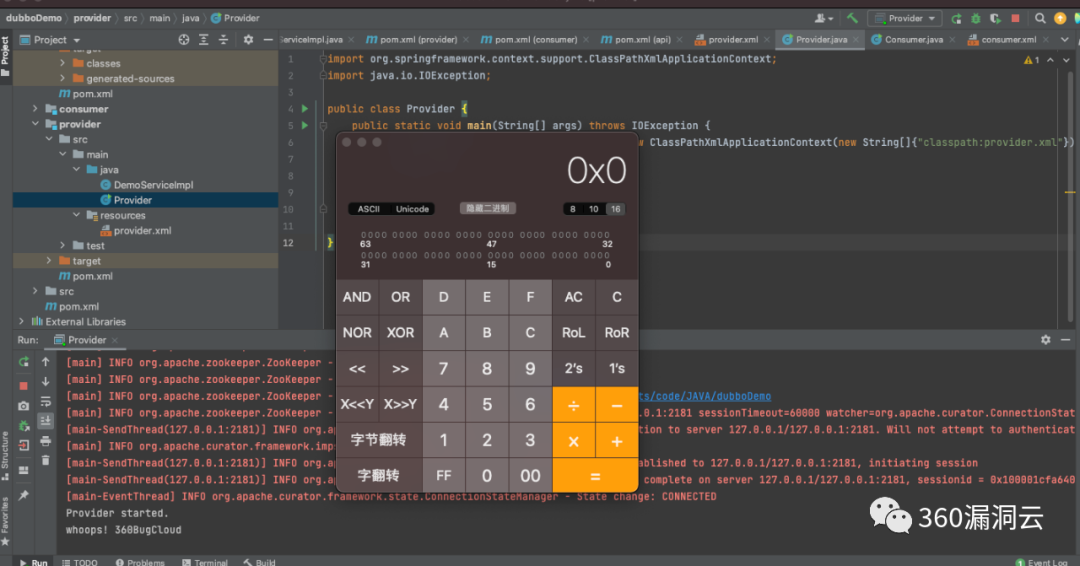 dubboDemo provider src main java Provider
Provider
Project
Project
ServiceImpl.java pom.xml (provider) pom.xml (consumer) pom.xml (api) provider.xml Provider.java Consumer.java consumer.xml
target
classes
generated-sources
pom.xml
consumer
provider
src
main
java
DemoServiceImpl
Provider
resources
provider.xml
test
target
pom.xml
src
pom.xml
External Libraries
1 import org.springframework.context.support.ClassPathXmlApplicationContext;
1
2 import java.io.IOException;
3
4 public class Provider {
5 public static void main(String[] args) throws IOException {
6 ClassPathXmlApplicationContext(new String[]{"classpath:provider.xml"})
7
8
9
10
11
12 }
0x0
ASCII Unicode 隐藏二进制 8 10 16
0000 0000 0000 0000 0000 0000 0000 0000
63 47 32
0000 0000 0000 0000 0000 0000 0000 0000
31 15 0
AND OR D E F AC C
NOR XOR A B C RoL RoR
<< >> 7 8 9 2's 1's
X<<Y X>>Y 4 5 6 ÷ −
字节翻转 1 2 3 × +
字翻转 FF 0 00 =
Run: Provider
[main] INFO org.apache.zookeeper.ZooKeeper -
[main] INFO org.apache.zookeeper.ZooKeeper -
[main] INFO org.apache.zookeeper.ZooKeeper - ts/code/JAVA/dubboDemo
[main] INFO org.apache.zookeeper.ZooKeeper - 0.1:2181 sessionTimeout=60000 watcher=org.apache.curator.ConnectionStat
[main-SendThread(127.0.0.1:2181)] INFO org.ap tion to server 127.0.0.1/127.0.0.1:2181. Will not attempt to authenticat
[main] INFO org.apache.curator.framework.imp
[main-SendThread(127.0.0.1:2181)] INFO org.ap ablished to 127.0.0.1/127.0.0.1:2181, initiating session
[main-SendThread(127.0.0.1:2181)] INFO org.ap complete on server 127.0.0.1/127.0.0.1:2181, sessionid = 0x100001cfa640
[main-EventThread] INFO org.apache.curator.framework.state.ConnectionStateManager - State change: CONNECTED
Provider started.
whoops! 360BugCloud
Structure
Favorites
360漏洞云
Run TODO Problems Terminal Build Event Log